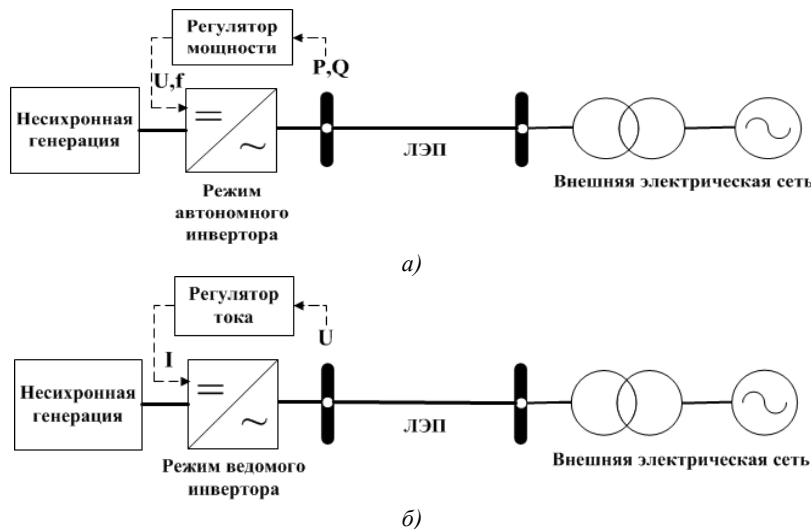 Регулятор
мощности
U,f
P,Q
Несихронная
генерация
ЛЭП
Режим
автономного
инвертора
Внешняя электрическая сеть
а)
Регулятор
тока
I
U
Несихронная
генерация
ЛЭП
Режим ведомого
инвертора
Внешняя электрическая сеть
б)